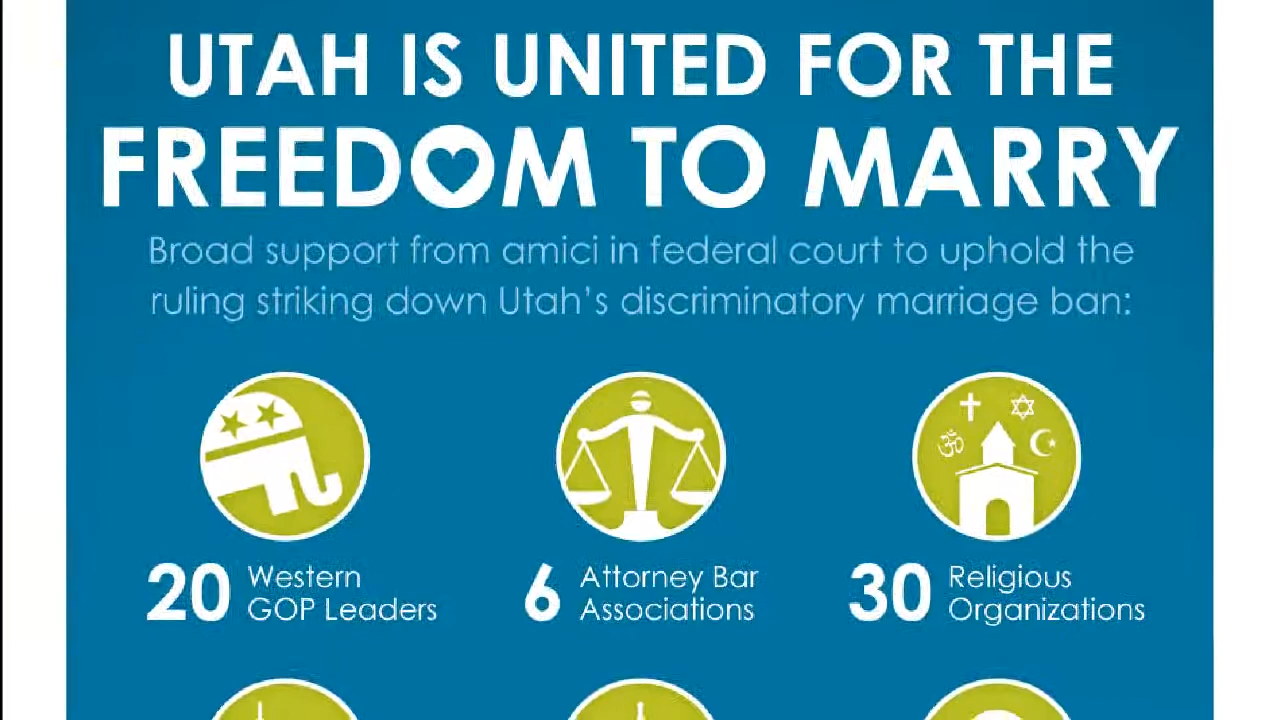 UTAH IS UNITED FOR THE
FREEDOM TO MARRY
Broad support from amici in federal court to uphold the
ruling striking down Utah's discriminatory marriage ban:
20 Western
GOP Leaders
6 Attorney Bar
Associations
30 Religious
Organizations